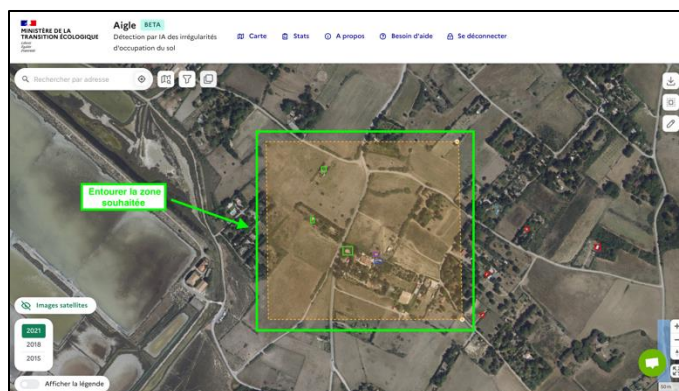 MINISTÈRE DE LA
TRANSITION ÉCOLOGIQUE
Aigle BETA
Détection par IA des irrégularités
d'occupation du sol
Carte
Stats
A propos
Besoin d'aide
Se déconnecter
Rechercher par adresse
Entourer la zone
souhaitée
Images satellites
2021
2018
2015
Afficher la légende